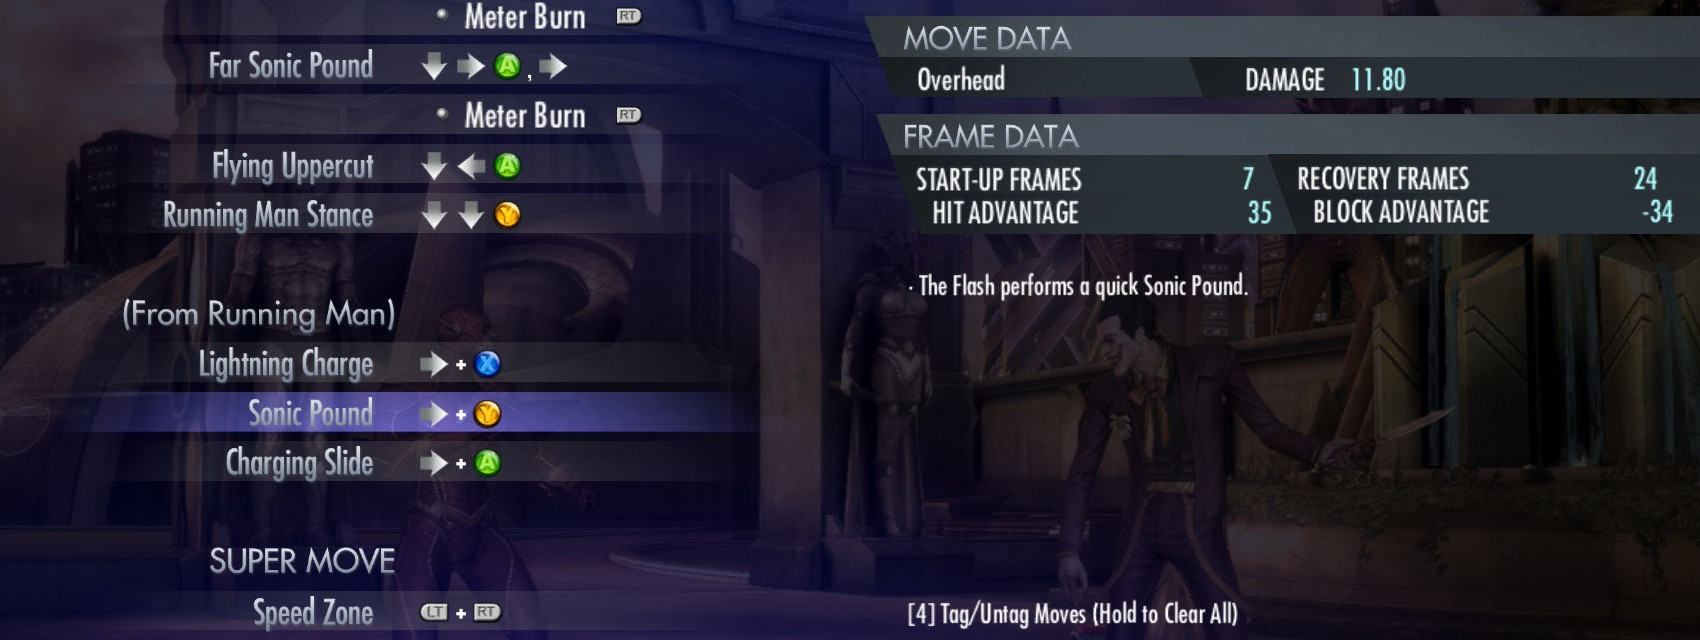 Meter Burn RT
Far Sonic Pound A ,
Meter Burn RT
Flying Uppercut A
Running Man Stance Y
(From Running Man)
Lightning Charge + X
Sonic Pound + Y
Charging Slide + A
SUPER MOVE
Speed Zone LT + RT
MOVE DATA
Overhead DAMAGE 11.80
FRAME DATA
START-UP FRAMES 7 RECOVERY FRAMES 24
HIT ADVANTAGE 35 BLOCK ADVANTAGE -34
· The Flash performs a quick Sonic Pound.
[4] Tag/Untag Moves (Hold to Clear All)